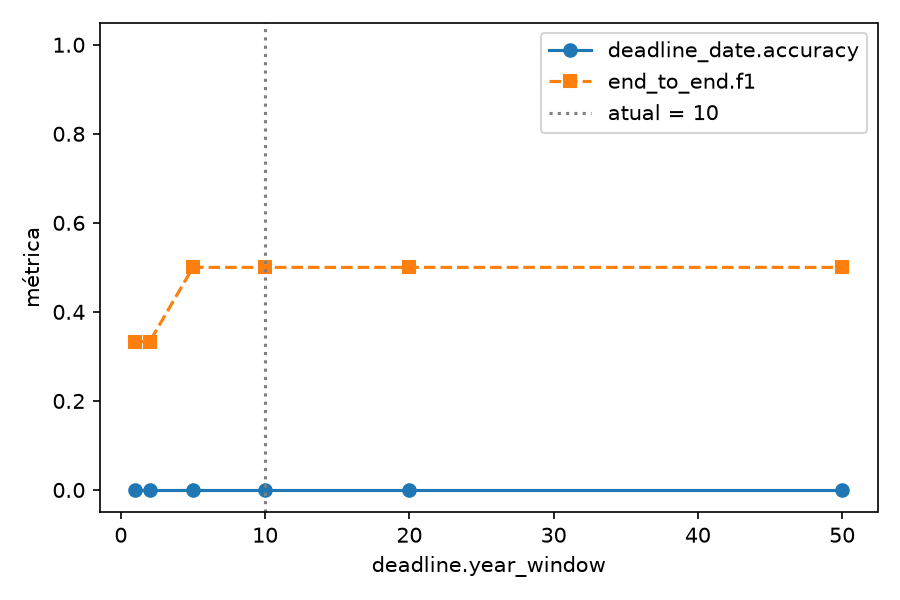 1.0
0.8
0.6
0.4
0.2
0.0
métrica
deadline_date.accuracy
end_to_end.f1
atual = 10
0 10 20 30 40 50
deadline.year_window